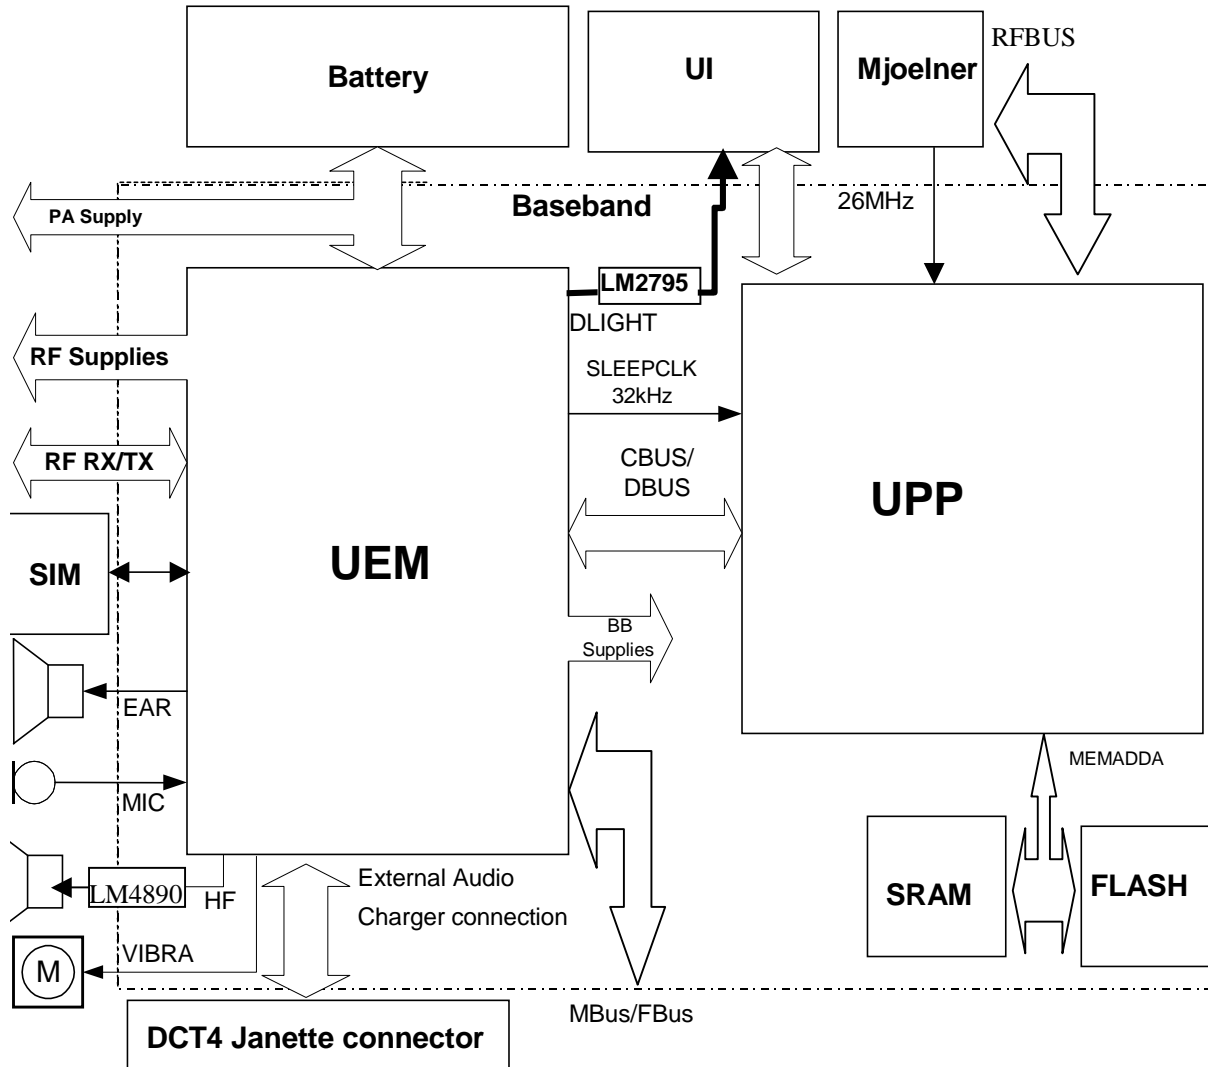 RFBUS
Battery
UI
Mjoelner
PA Supply
Baseband
26MHz
LM2795
DLIGHT
RF Supplies
SLEEPCLK
32kHz
RF RX/TX
CBUS/
DBUS
UPP
UEM
SIM
BB
Supplies
EAR
MEMADDA
MIC
External Audio
Charger connection
LM4890
HF
SRAM
FLASH
VIBRA
M
MBus/FBus
DCT4 Janette connector